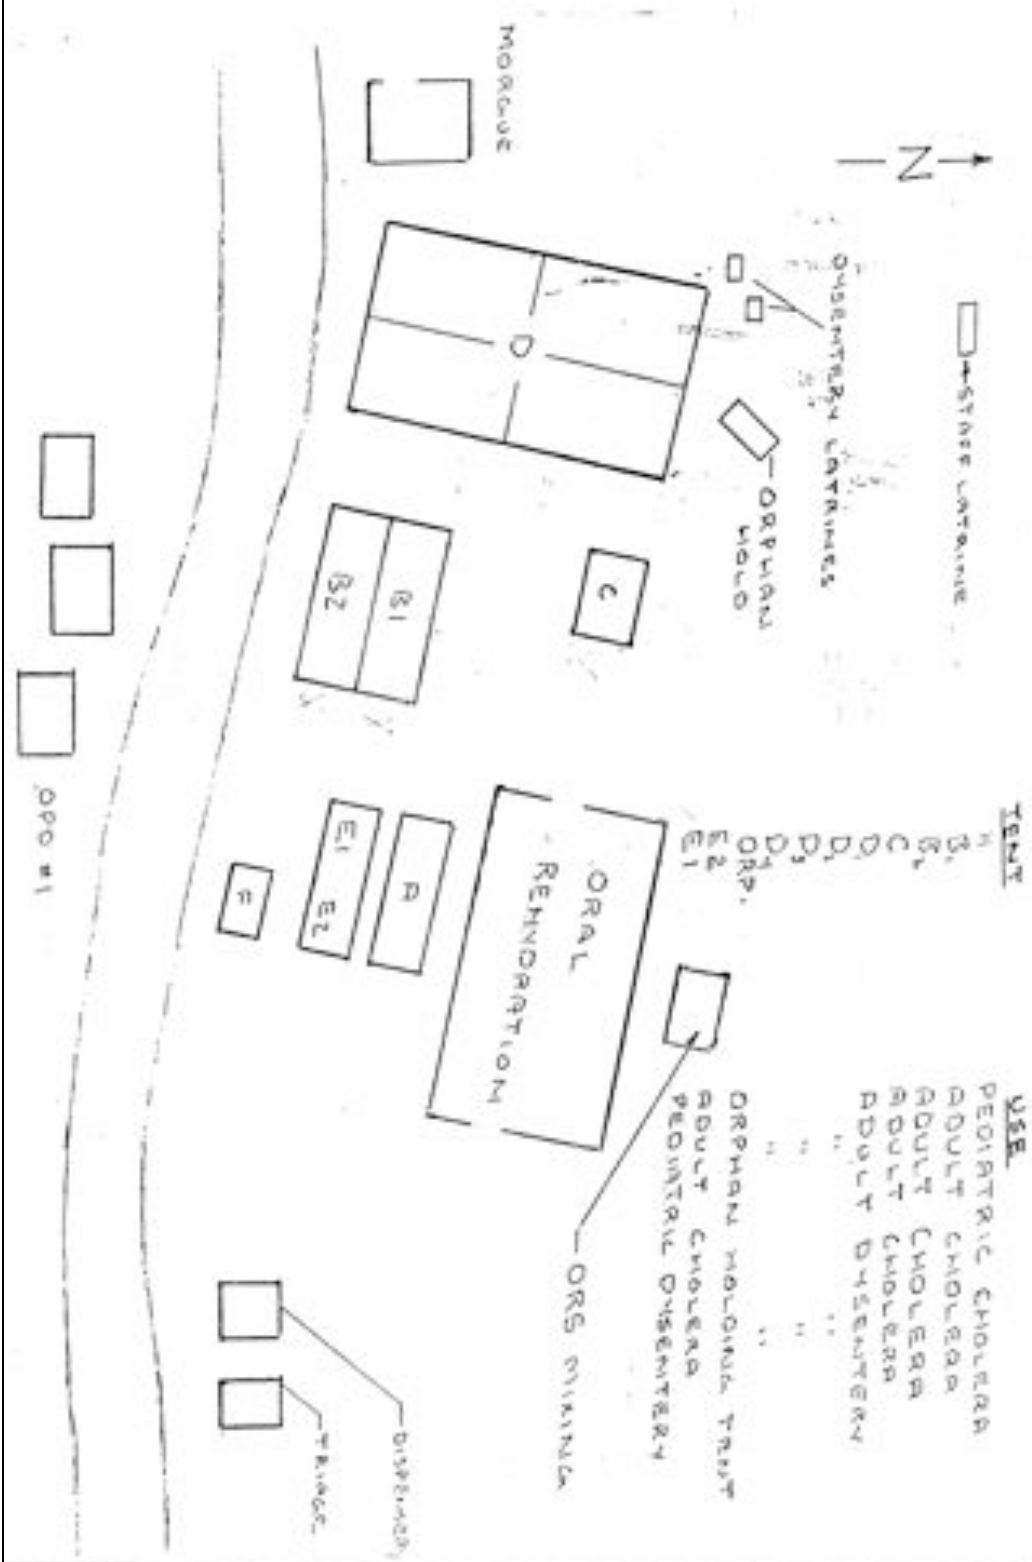 N
STAFF LATRINE
DYSENTERY LATRINES
ORPHAN
HOLD
MORGUE
TENT USE
PEDIATRIC CHOLERA
B1 ADULT CHOLERA
B2 ADULT CHOLERA
C ADULT CHOLERA
D1 ADULT DYSENTERY
D2 " "
D3 " "
D4 " "
ORP. ORPHAN HOLDING TENT
E2 ADULT CHOLERA
E1 PEDIATRIC DYSENTERY
D
C
B1
B2
ORAL
REHYDRATION
ORS MIXING
A
E1 E2
F
DISPENSARY
TRIAGE
OPD #1